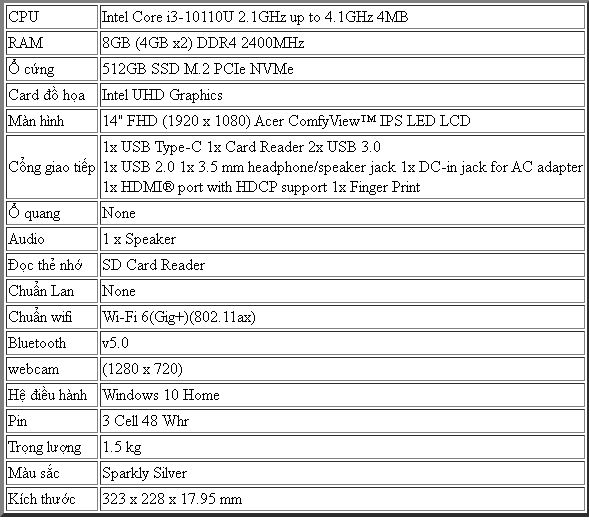 CPU Intel Core i3-10110U 2.1GHz up to 4.1GHz 4MB
RAM 8GB (4GB x2) DDR4 2400MHz
Ổ cứng 512GB SSD M.2 PCIe NVMe
Card đồ họa Intel UHD Graphics
Màn hình 14" FHD (1920 x 1080) Acer ComfyView™ IPS LED LCD
Cổng giao tiếp 1x USB Type-C 1x Card Reader 2x USB 3.0
1x USB 2.0 1x 3.5 mm headphone/speaker jack 1x DC-in jack for AC adapter
1x HDMI® port with HDCP support 1x Finger Print
Ổ quang None
Audio 1 x Speaker
Đọc thẻ nhớ SD Card Reader
Chuẩn Lan None
Chuẩn wifi Wi-Fi 6(Gig+)(802.11ax)
Bluetooth v5.0
webcam (1280 x 720)
Hệ điều hành Windows 10 Home
Pin 3 Cell 48 Whr
Trọng lượng 1.5 kg
Màu sắc Sparkly Silver
Kích thước 323 x 228 x 17.95 mm